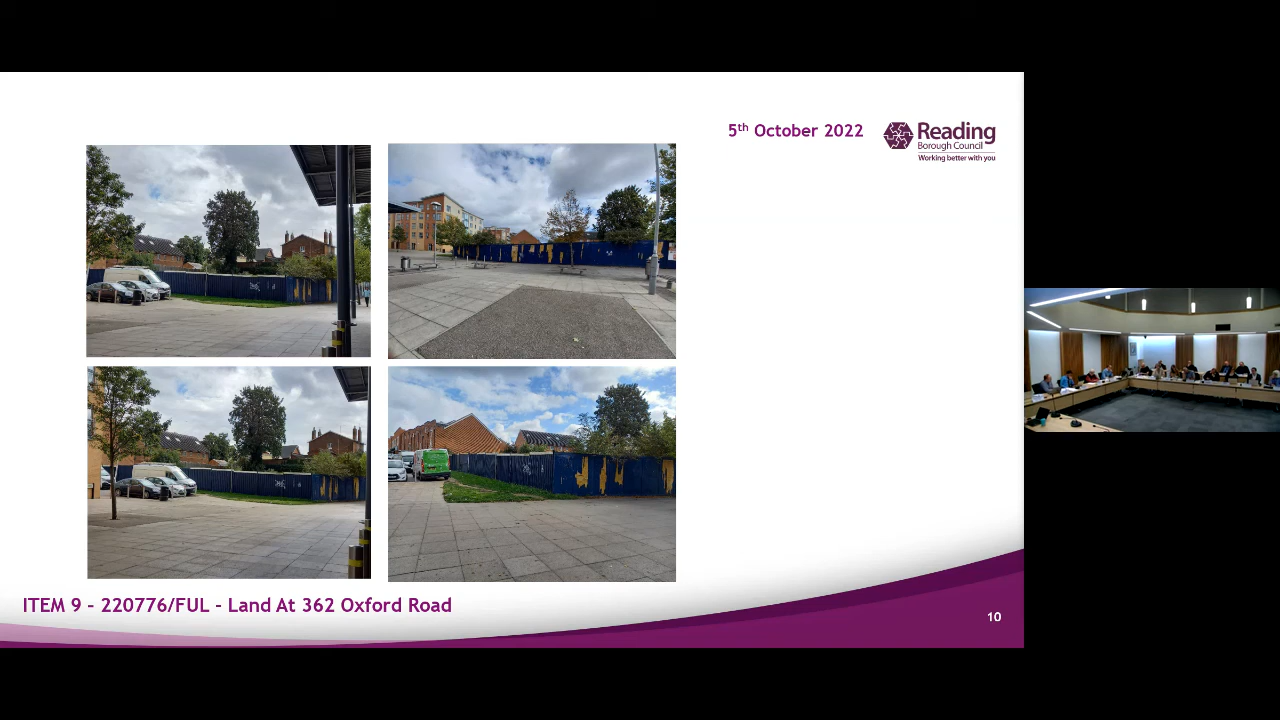 5th October 2022
Reading
Borough Council
Working better with you
ITEM 9 – 220776/FUL – Land At 362 Oxford Road
10